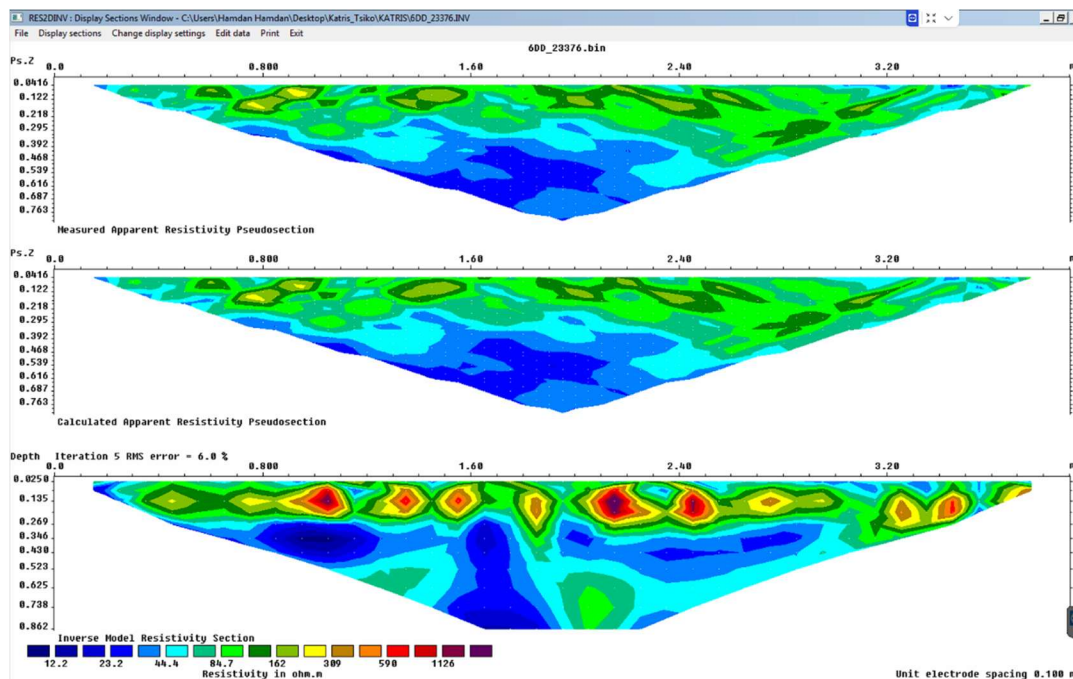 RES2DINV : Display Sections Window - C:\Users\Hamdan Hamdan\Desktop\Katris_Tsiko\KATRIS\6DD_23376.INV
File Display sections Change display settings Edit data Print Exit
6DD_23376.bin
Ps.Z 0.0 0.800 1.60 2.40 3.20 m
0.0416
0.122
0.218
0.295
0.392
0.468
0.539
0.616
0.687
0.763
Measured Apparent Resistivity Pseudosection
Ps.Z 0.0 0.800 1.60 2.40 3.20 m
0.0416
0.122
0.218
0.295
0.392
0.468
0.539
0.616
0.687
0.763
Calculated Apparent Resistivity Pseudosection
Depth Iteration 5 RMS error = 6.0 %
0.0 0.800 1.60 2.40 3.20 m
0.0250
0.135
0.269
0.346
0.430
0.523
0.625
0.738
0.862
Inverse Model Resistivity Section
12.2 23.2 44.4 84.7 162 309 590 1126
Resistivity in ohm.m
Unit electrode spacing 0.100 m